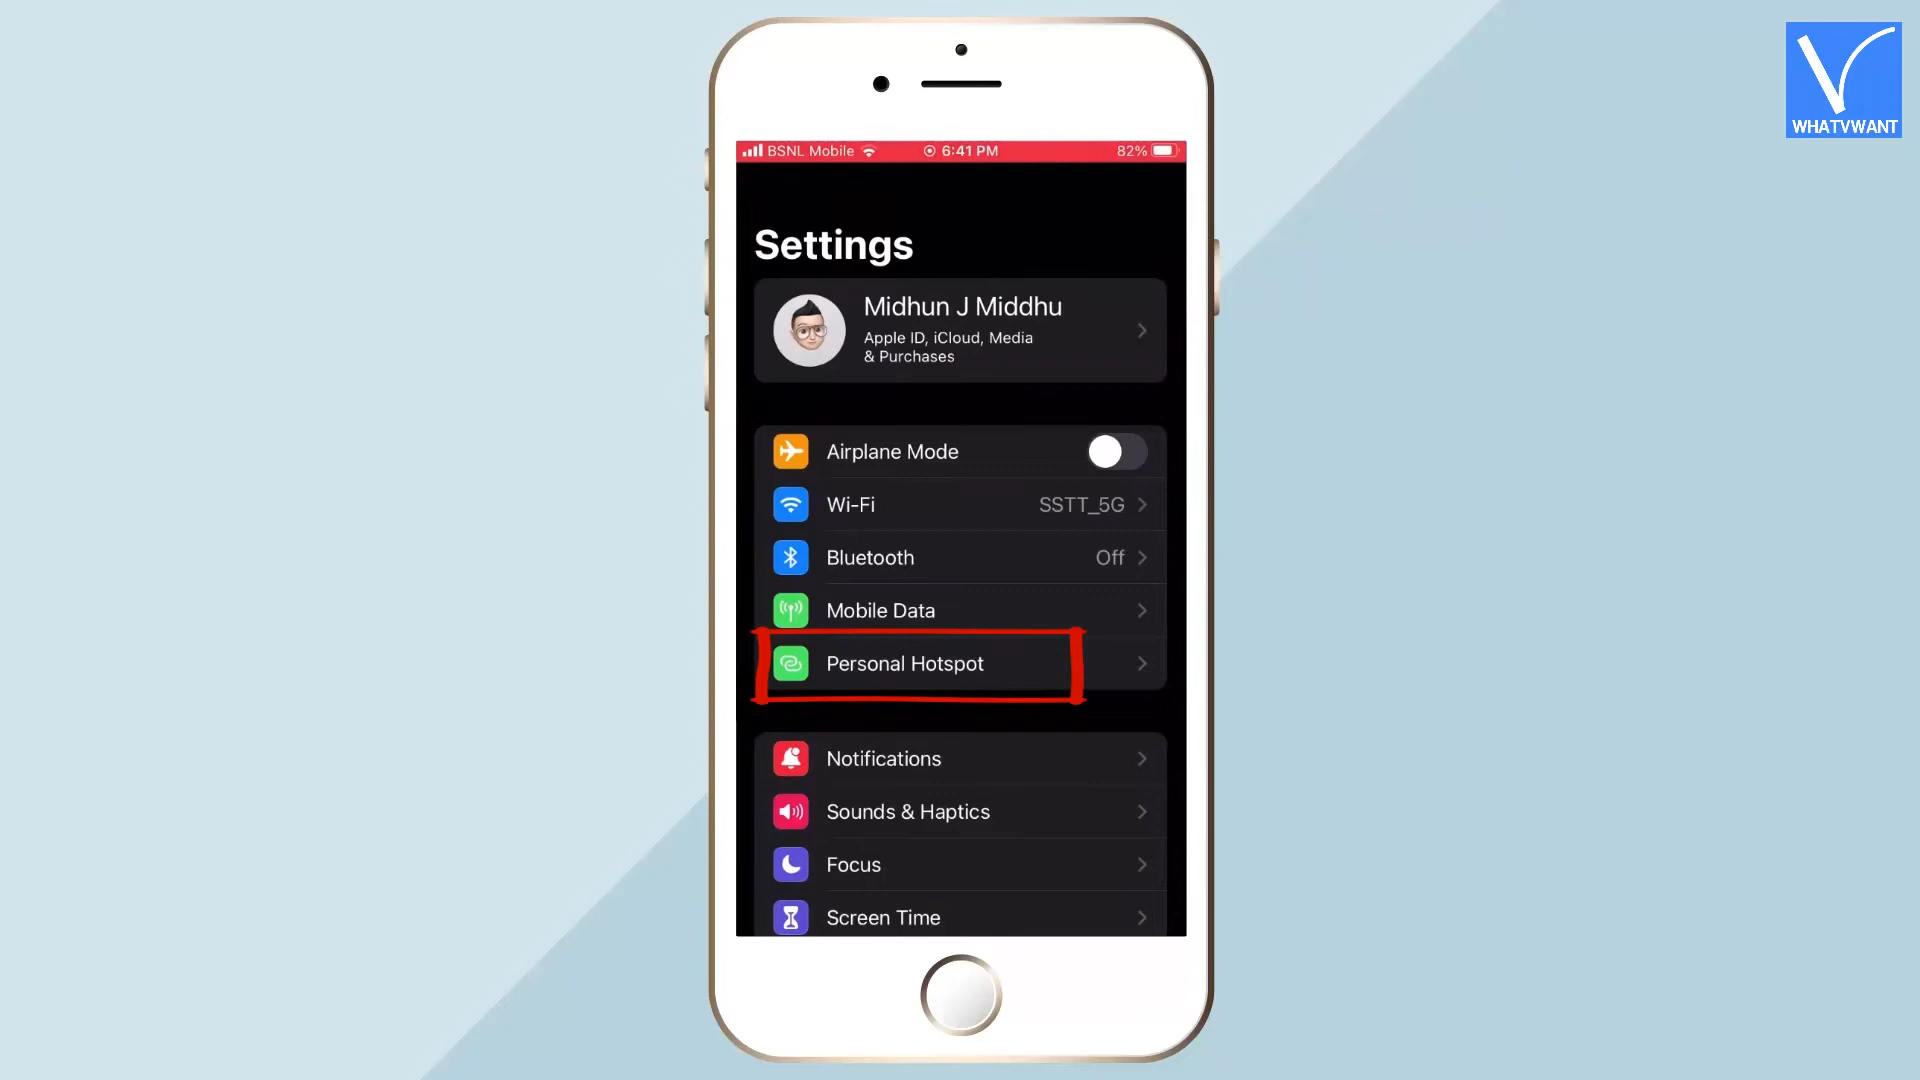 WHATVWANT
BSNL Mobile 6:41 PM 82%
Settings
Midhun J Middhu
Apple ID, iCloud, Media
& Purchases
Airplane Mode
Wi-Fi SSTT_5G
Bluetooth Off
Mobile Data
Personal Hotspot
Notifications
Sounds & Haptics
Focus
Screen Time